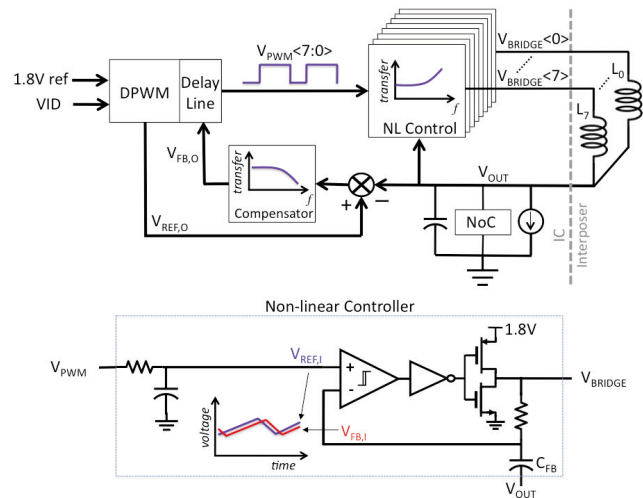 V_PWM<7:0>
V_BRIDGE<0>
1.8V ref
VID
DPWM
Delay
Line
transfer
f
NL Control
V_BRIDGE<7>
L_0
L_7
V_FB,O
transfer
f
Compensator
+
−
V_OUT
V_REF,O
NoC
IC
Interposer
Non-linear Controller
1.8V
V_PWM
V_REF,I
+
-
V_BRIDGE
voltage
time
V_FB,I
C_FB
V_OUT